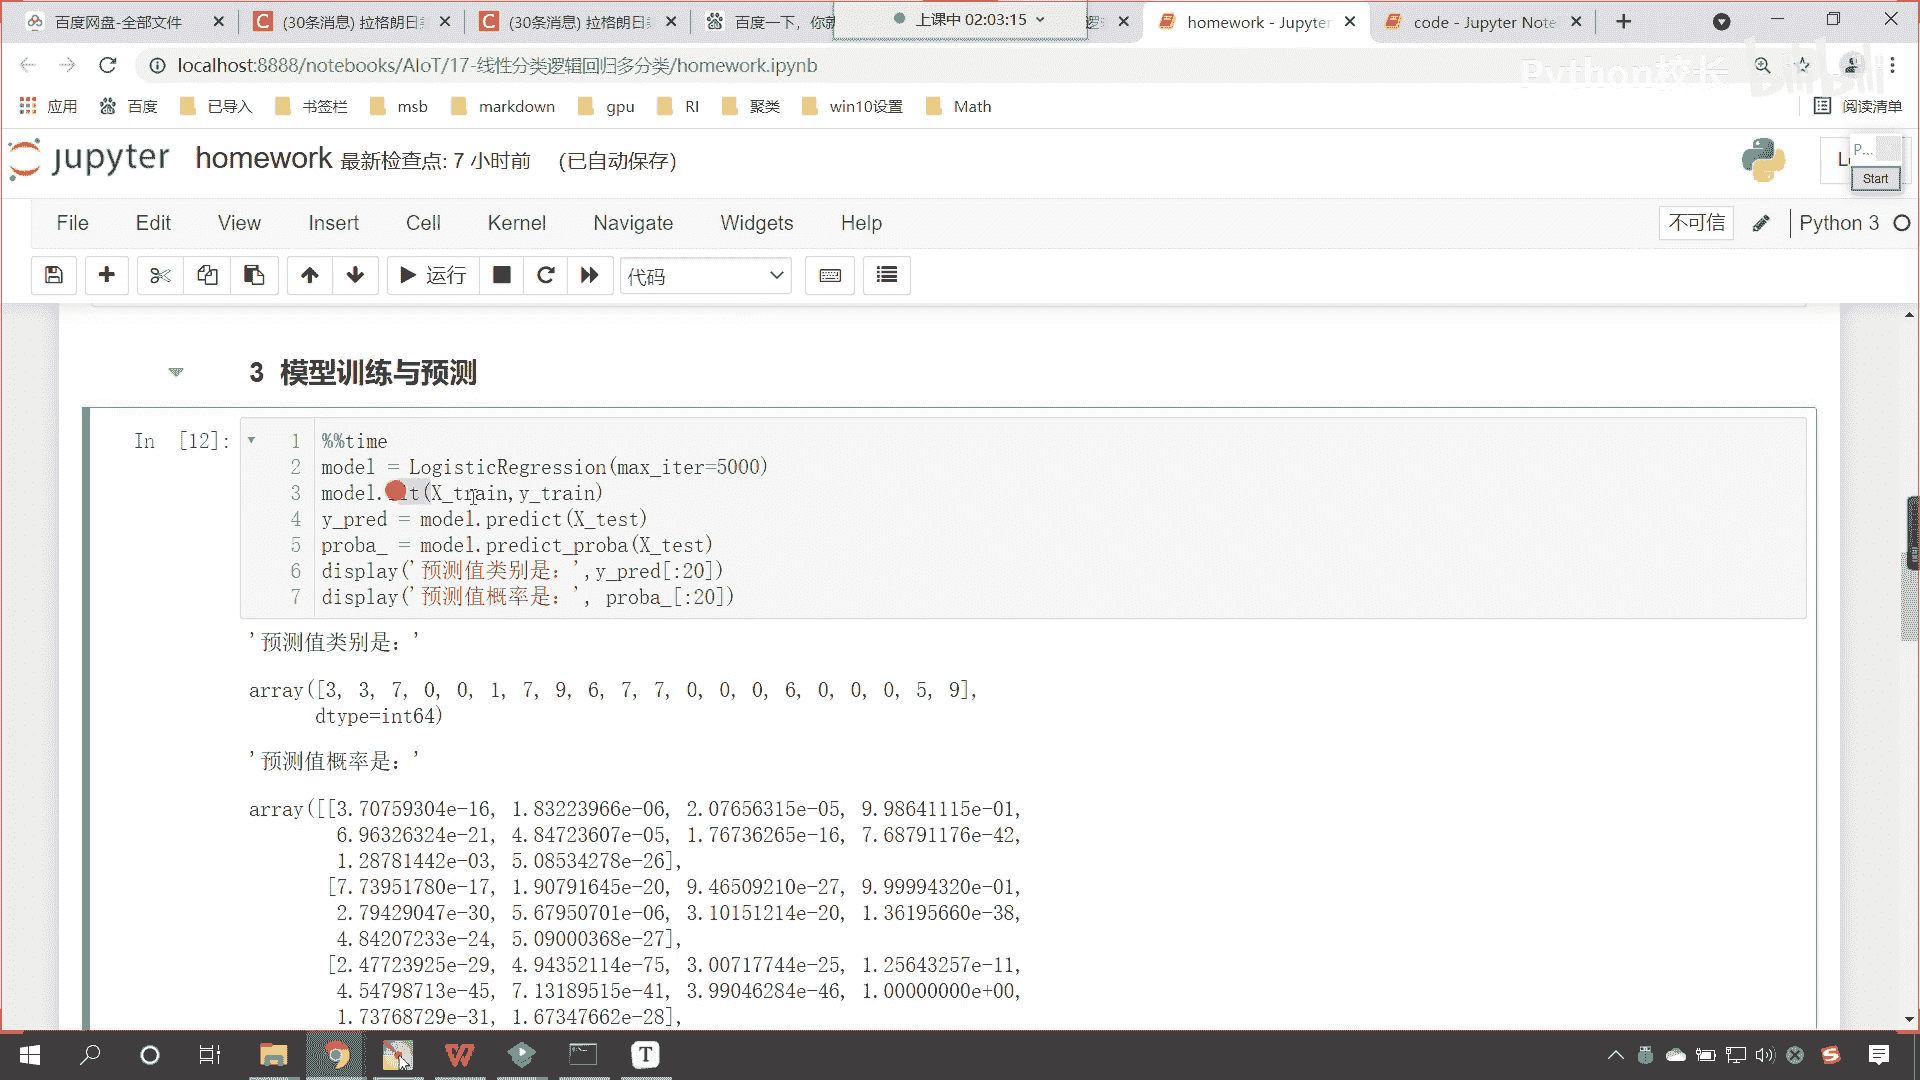 百度网盘-全部文件
(30条消息) 拉格朗日
(30条消息) 拉格朗日
百度一下，你就
上课中 02:03:15
homework - Jupyter
code - Jupyter Note
localhost:8888/notebooks/AIoT/17-线性分类逻辑回归多分类/homework.ipynb
Python校长
bilibili
应用 百度 已导入 书签栏 msb markdown gpu RI 聚类 win10设置 Math 阅读清单
jupyter homework 最新检查点: 7 小时前 (已自动保存)
P...
Start
File Edit View Insert Cell Kernel Navigate Widgets Help 不可信 Python 3
运行 代码
3 模型训练与预测
In [12]:
1 %%time
2 model = LogisticRegression(max_iter=5000)
3 model.fit(X_train,y_train)
4 y_pred = model.predict(X_test)
5 proba_ = model.predict_proba(X_test)
6 display('预测值类别是：',y_pred[:20])
7 display('预测值概率是：', proba_[:20])
'预测值类别是：'
array([3, 3, 7, 0, 0, 1, 7, 9, 6, 7, 7, 0, 0, 0, 6, 0, 0, 0, 5, 9],
dtype=int64)
'预测值概率是：'
array([[3.70759304e-16, 1.83223966e-06, 2.07656315e-05, 9.98641115e-01,
6.96326324e-21, 4.84723607e-05, 1.76736265e-16, 7.68791176e-42,
1.28781442e-03, 5.08534278e-26],
[7.73951780e-17, 1.90791645e-20, 9.46509210e-27, 9.99994320e-01,
2.79429047e-30, 5.67950701e-06, 3.10151214e-20, 1.36195660e-38,
4.84207233e-24, 5.09000368e-27],
[2.47723925e-29, 4.94352114e-75, 3.00717744e-25, 1.25643257e-11,
4.54798713e-45, 7.13189515e-41, 3.99046284e-46, 1.00000000e+00,
1.73768729e-31, 1.67347662e-28],